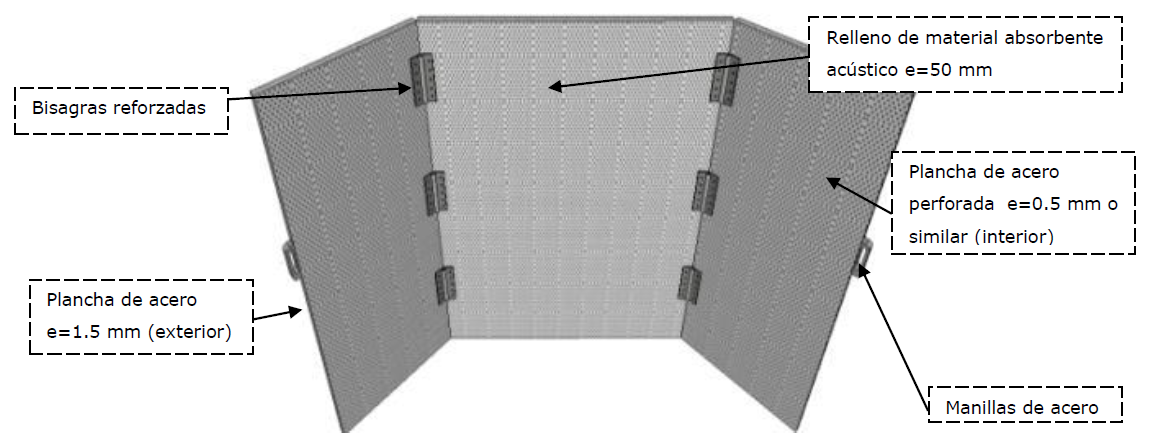 Relleno de material absorbente
acústico e=50 mm
Bisagras reforzadas
Plancha de acero
perforada e=0.5 mm o
similar (interior)
Plancha de acero
e=1.5 mm (exterior)
Manillas de acero